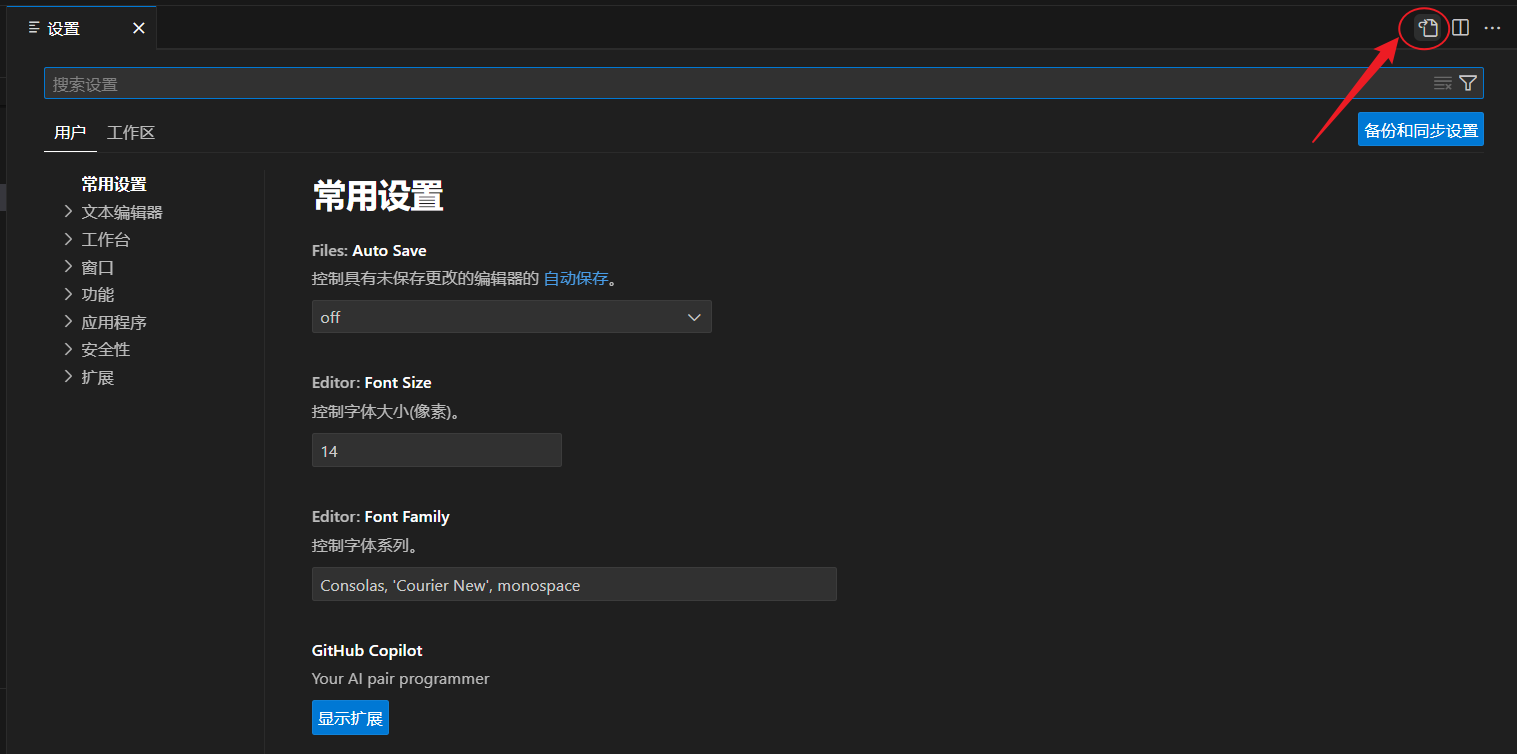 设置
搜索设置
用户 工作区
备份和同步设置
常用设置
文本编辑器
工作台
窗口
功能
应用程序
安全性
扩展
常用设置
Files: Auto Save
控制具有未保存更改的编辑器的 自动保存。
off
Editor: Font Size
控制字体大小(像素)。
14
Editor: Font Family
控制字体系列。
Consolas, 'Courier New', monospace
GitHub Copilot
Your AI pair programmer
显示扩展